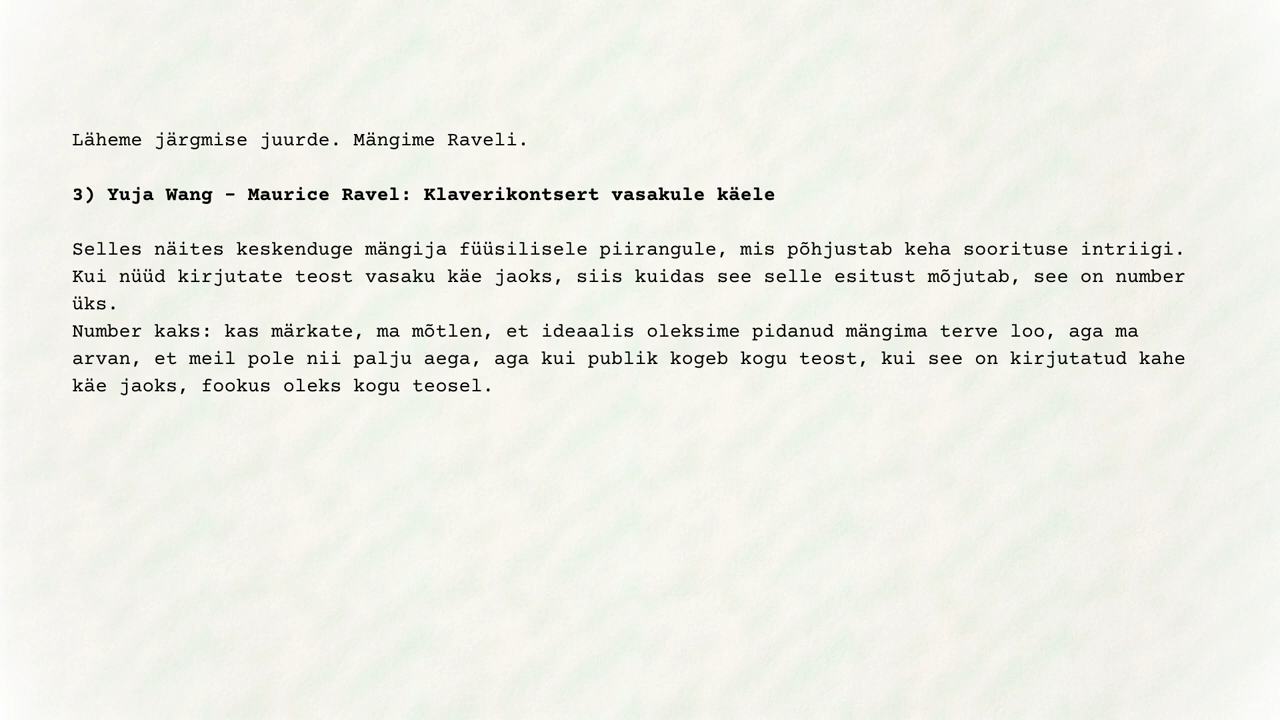 Läheme järgmise juurde. Mängime Raveli.
3) Yuja Wang – Maurice Ravel: Klaverikontsert vasakule käele
Selles näites keskenduge mängija füüsilisele piirangule, mis põhjustab keha soorituse intriigi.
Kui nüüd kirjutate teost vasaku käe jaoks, siis kuidas see selle esitust mõjutab, see on number
üks.
Number kaks: kas märkate, ma mõtlen, et ideaalis oleksime pidanud mängima terve loo, aga ma
arvan, et meil pole nii palju aega, aga kui publik kogeb kogu teost, kui see on kirjutatud kahe
käe jaoks, fookus oleks kogu teosel.